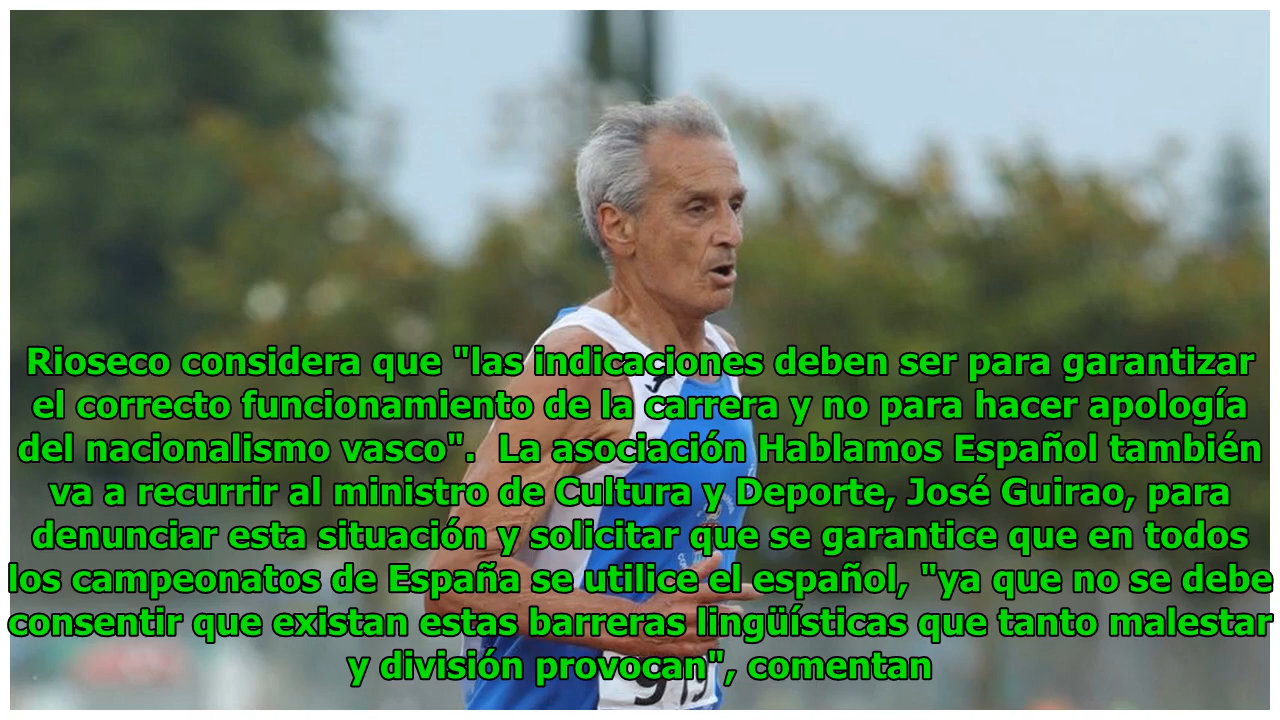 Rioseco considera que "las indicaciones deben ser para garantizar
el correcto funcionamiento de la carrera y no para hacer apología
del nacionalismo vasco".  La asociación Hablamos Español también
va a recurrir al ministro de Cultura y Deporte, José Guirao, para
denunciar esta situación y solicitar que se garantice que en todos
los campeonatos de España se utilice el español, "ya que no se debe
consentir que existan estas barreras lingüísticas que tanto malestar
y división provocan", comentan